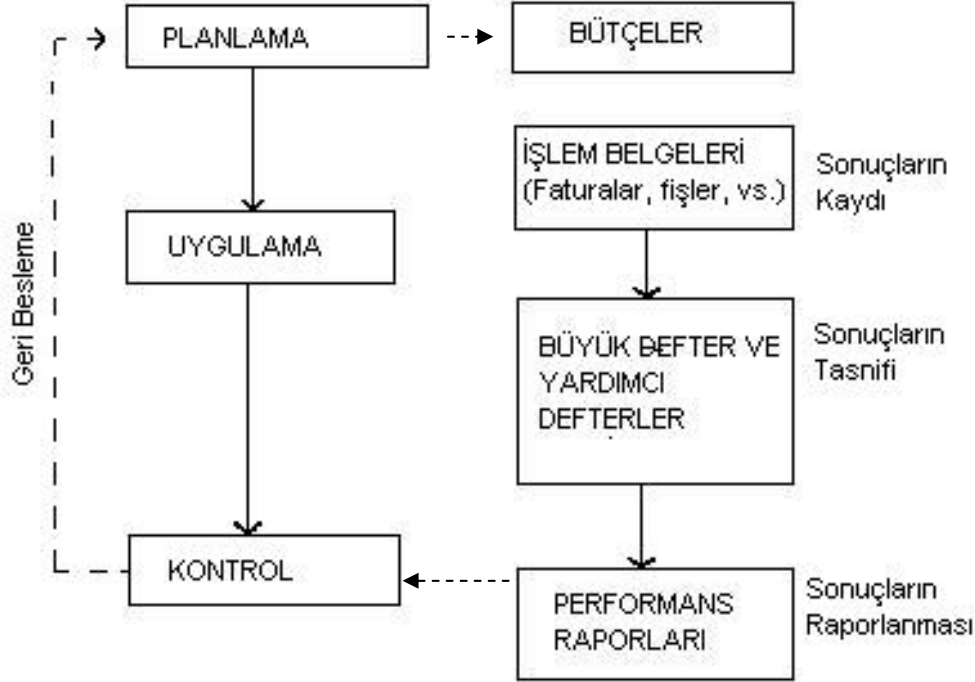 PLANLAMA
BÜTÇELER
İŞLEM BELGELERİ
(Faturalar, fişler, vs.)
Sonuçların
Kaydı
UYGULAMA
Geri Besleme
BÜYÜK DEFTER VE
YARDIMCI
DEFTERLER
Sonuçların
Tasnifi
KONTROL
PERFORMANS
RAPORLARI
Sonuçların
Raporlanması